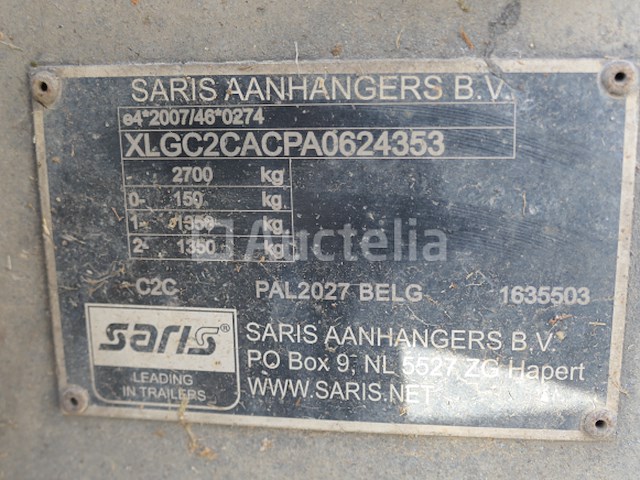 SARIS AANHANGERS B.V.
e4*2007/46*0274
XLGC2CACPA0624353
- 2700 kg
0- 150 kg
1- 1350 kg
2- 1350 kg
Auctelia
C2C PAL2027 BELG 1635503
saris®
LEADING
IN TRAILERS
SARIS AANHANGERS B.V.
PO Box 9, NL 5527 ZG Hapert
WWW.SARIS.NET